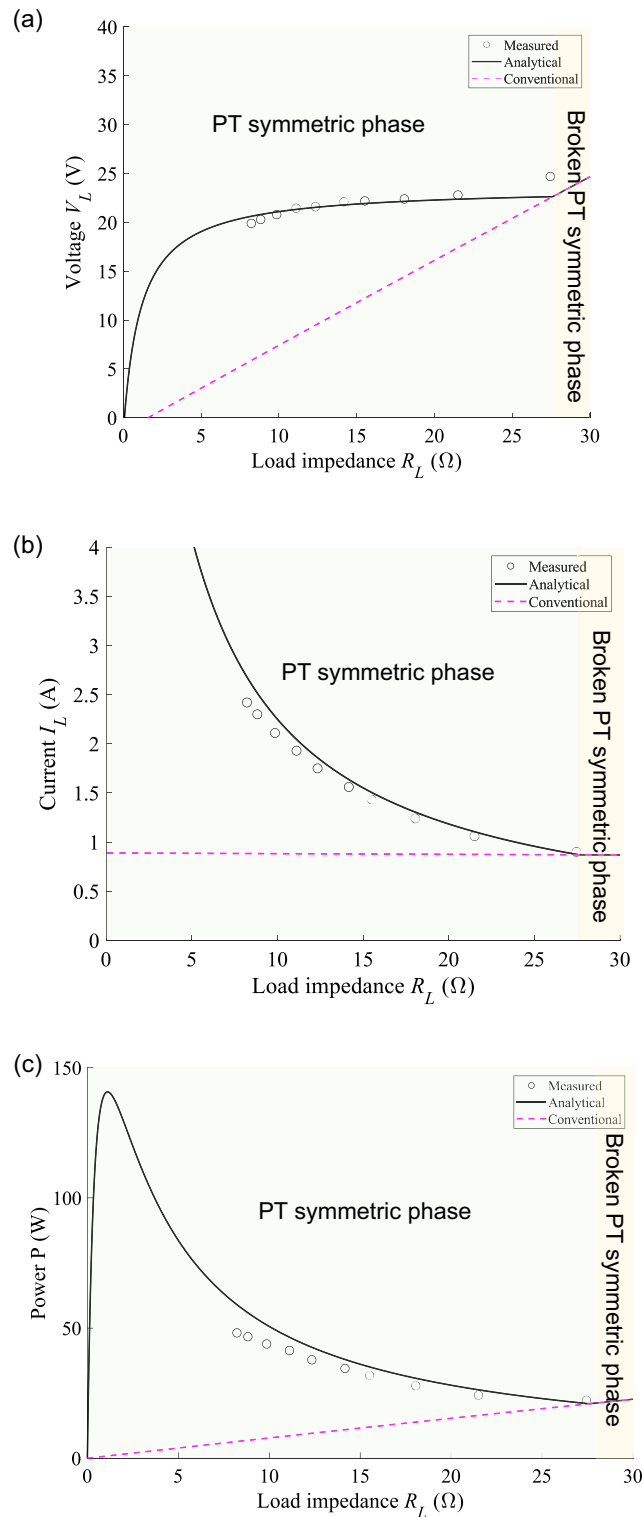 (a)
40
35
30
25
20
15
10
5
0
0
5
10
15
20
25
30
Voltage V_L (V)
Load impedance R_L (Ω)
Measured
Analytical
Conventional
PT symmetric phase
Broken PT symmetric phase
(b)
4
3.5
3
2.5
2
1.5
1
0.5
0
0
5
10
15
20
25
30
Current I_L (A)
Load impedance R_L (Ω)
Measured
Analytical
Conventional
PT symmetric phase
Broken PT symmetric phase
(c)
150
100
50
0
0
5
10
15
20
25
30
Power P (W)
Load impedance R_L (Ω)
Measured
Analytical
Conventional
PT symmetric phase
Broken PT symmetric phase